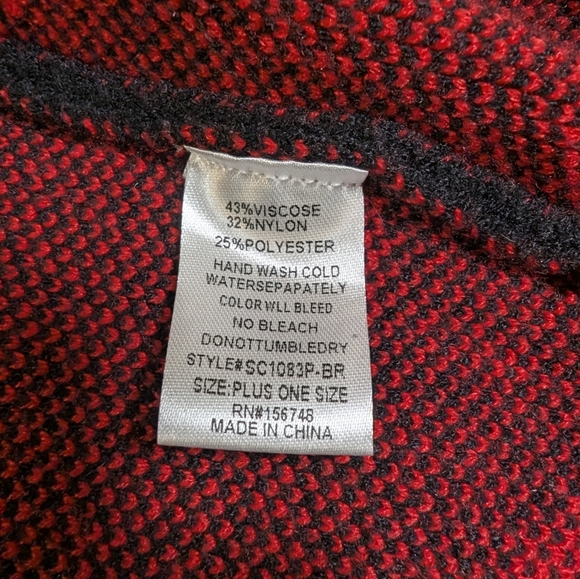 43%VISCOSE
32%NYLON
25%POLYESTER
HAND WASH COLD
WATERSEPAPATELY
COLOR WLL BLEED
NO BLEACH
DONOTTUMBLEDRY
STYLE#SC1083P-BR
SIZE:PLUS ONE SIZE
RN#156748
MADE IN CHINA